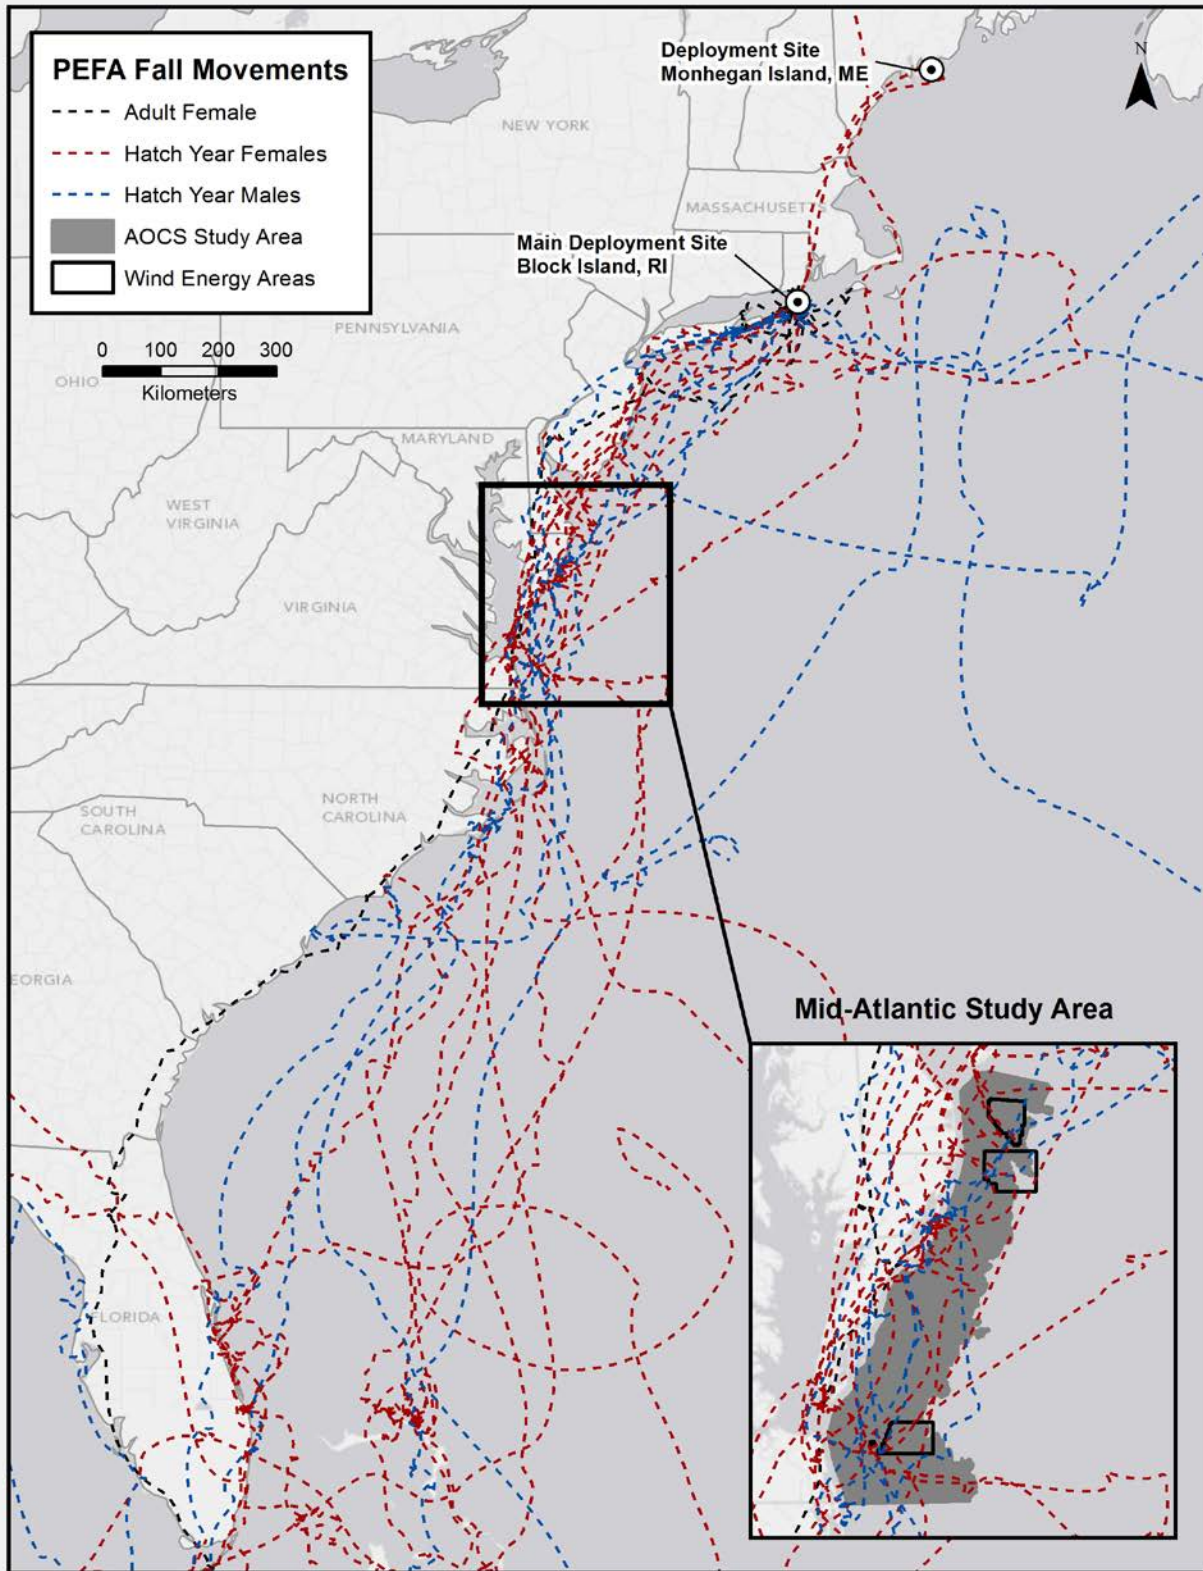 PEFA Fall Movements
Adult Female
Hatch Year Females
Hatch Year Males
AOCS Study Area
Wind Energy Areas
Deployment Site
Monhegan Island, ME
N
NEW YORK
MASSACHUSETTS
Main Deployment Site
Block Island, RI
PENNSYLVANIA
0 100 200 300
Kilometers
OHIO
MARYLAND
WEST
VIRGINIA
VIRGINIA
NORTH
CAROLINA
SOUTH
CAROLINA
EORGIA
Mid-Atlantic Study Area
FLORIDA